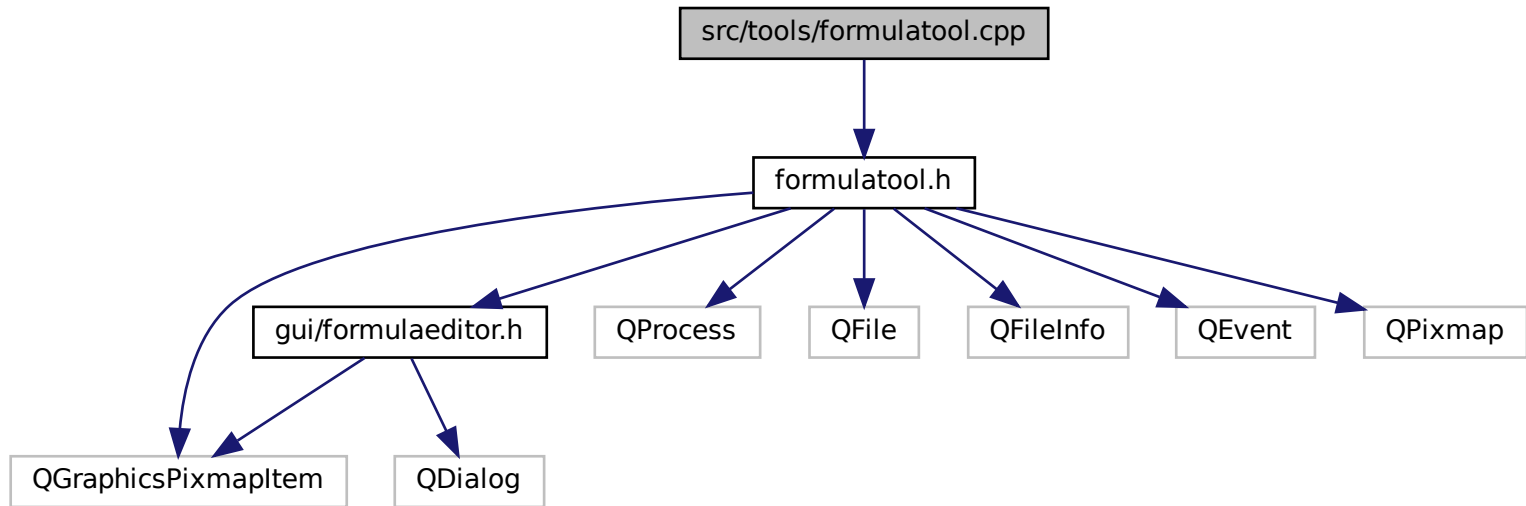 src/tools/formulatool.cpp
formulatool.h
gui/formulaeditor.h
QProcess
QFile
QFileInfo
QEvent
QPixmap
QGraphicsPixmapItem
QDialog